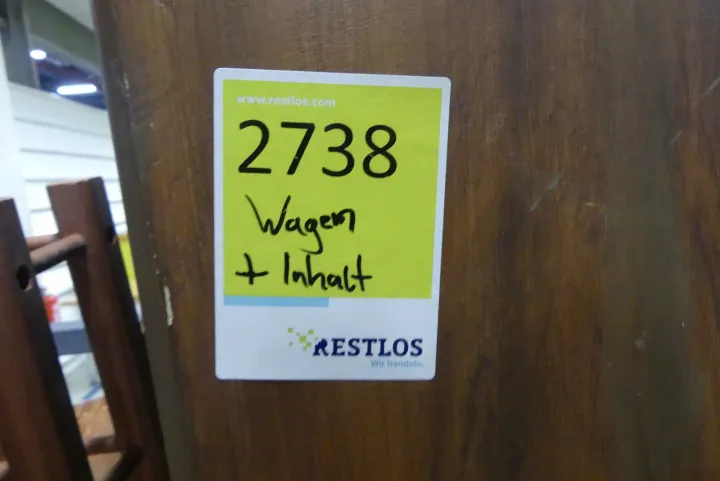 www.restlos.com
2738
Wagen
+ Inhalt
RESTLOS
Wir handeln.